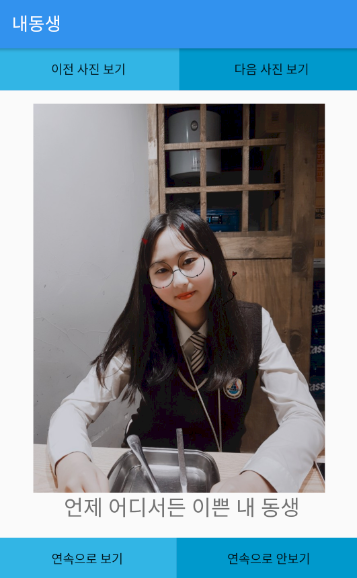 내동생
이전 사진 보기
다음 사진 보기
언제 어디서든 이쁜 내 동생
연속으로 보기
연속으로 안보기